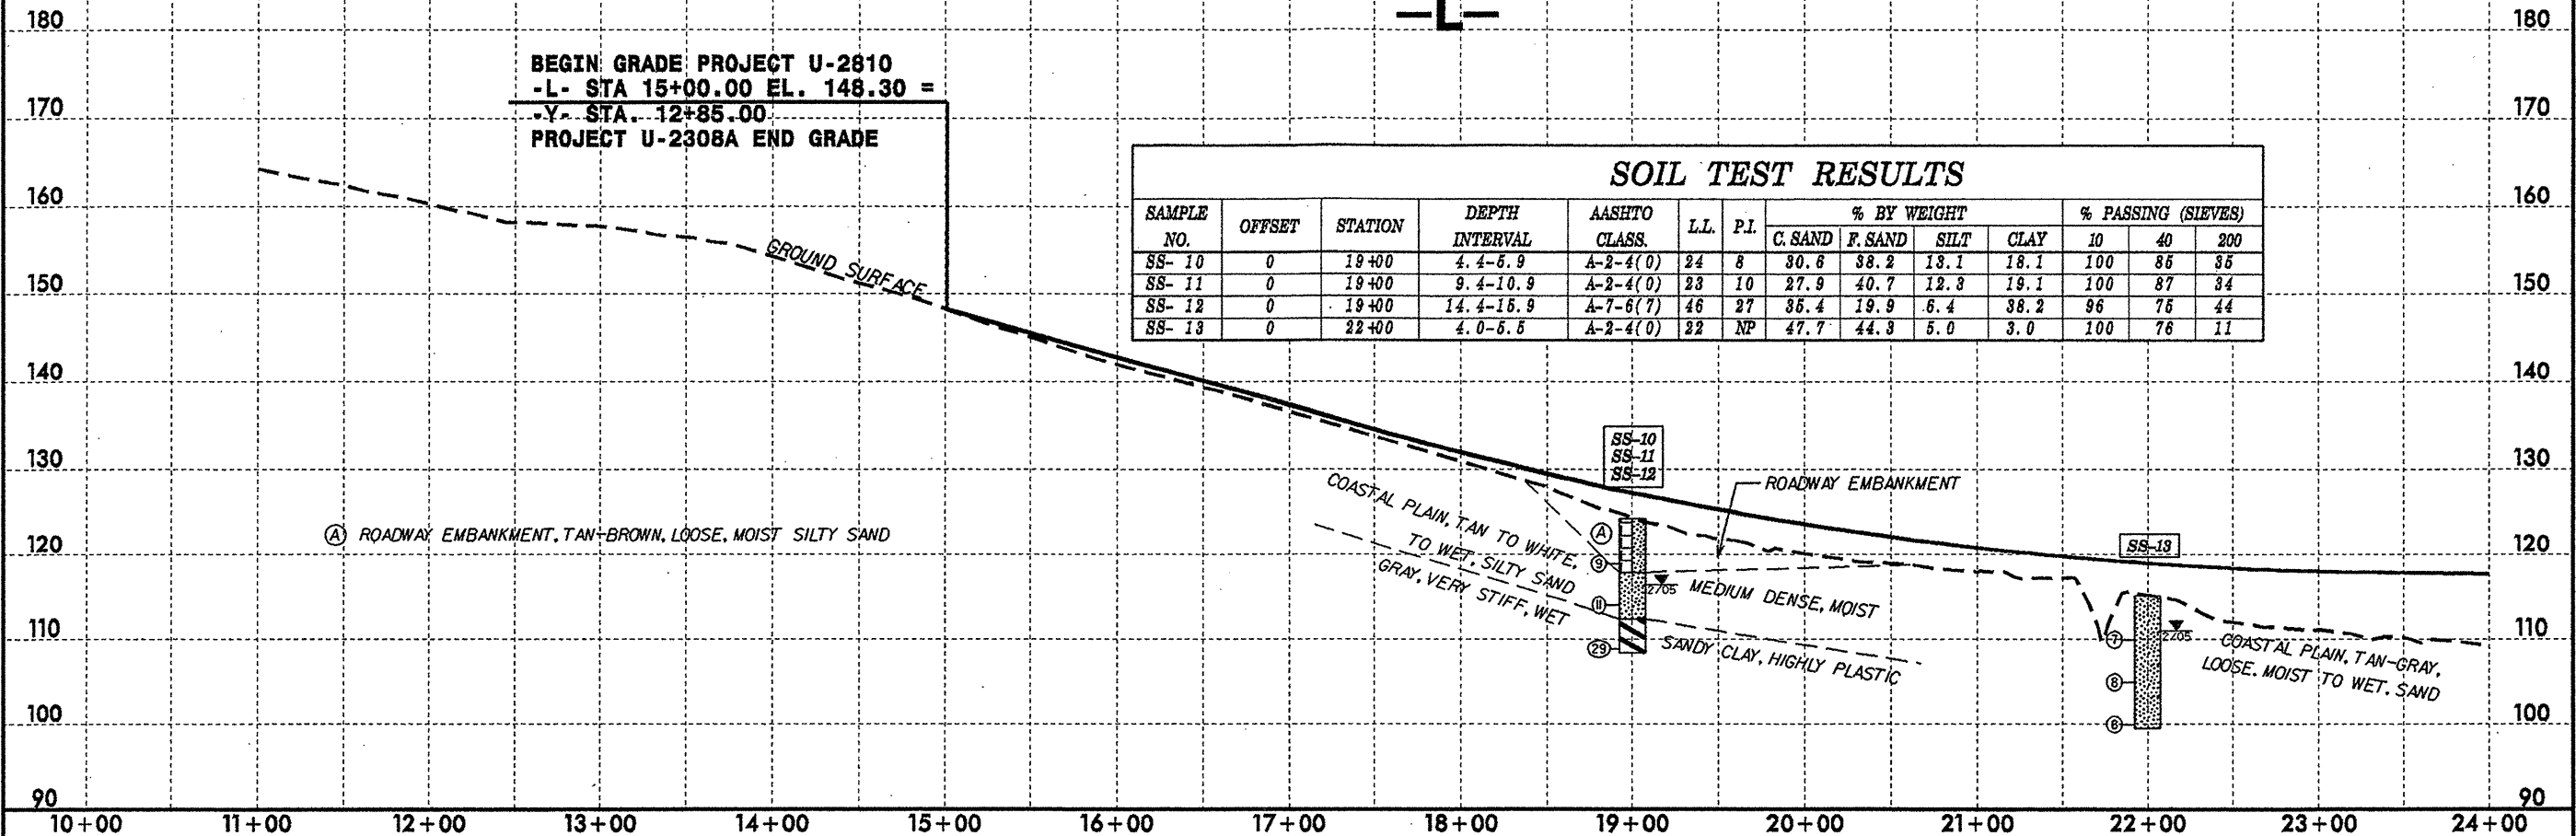 -L-
180 180
BEGIN GRADE PROJECT U-2810
-L- STA 15+00.00 EL. 148.30 =
-Y- STA. 12+85.00
PROJECT U-2308A END GRADE
170 170
SOIL TEST RESULTS
SAMPLE NO. OFFSET STATION DEPTH INTERVAL AASHTO CLASS. L.L. P.I. % BY WEIGHT % PASSING (SIEVES)
C. SAND F. SAND SILT CLAY 10 40 200
SS- 10 0 19+00 4.4-5.9 A-2-4(0) 24 8 30.6 38.2 13.1 18.1 100 85 35
SS- 11 0 19+00 9.4-10.9 A-2-4(0) 23 10 27.9 40.7 12.3 19.1 100 87 34
SS- 12 0 19+00 14.4-15.9 A-7-6(7) 46 27 35.4 19.9 6.4 38.2 96 75 44
SS- 13 0 22+00 4.0-5.5 A-2-4(0) 22 NP 47.7 44.3 5.0 3.0 100 76 11
160 160
GROUND SURFACE
150 150
140 140
130 130
SS-10
SS-11
SS-12
ROADWAY EMBANKMENT
COASTAL PLAIN, TAN TO WHITE,
TO WET, SILTY SAND
GRAY, VERY STIFF, WET
A ROADWAY EMBANKMENT, TAN-BROWN, LOOSE, MOIST SILTY SAND
A
9
11
29
2/05
MEDIUM DENSE, MOIST
SANDY CLAY, HIGHLY PLASTIC
120 120
SS-13
7
8
6
2/05
COASTAL PLAIN, TAN-GRAY,
LOOSE, MOIST TO WET, SAND
110 110
100 100
90 90
10+00 11+00 12+00 13+00 14+00 15+00 16+00 17+00 18+00 19+00 20+00 21+00 22+00 23+00 24+00